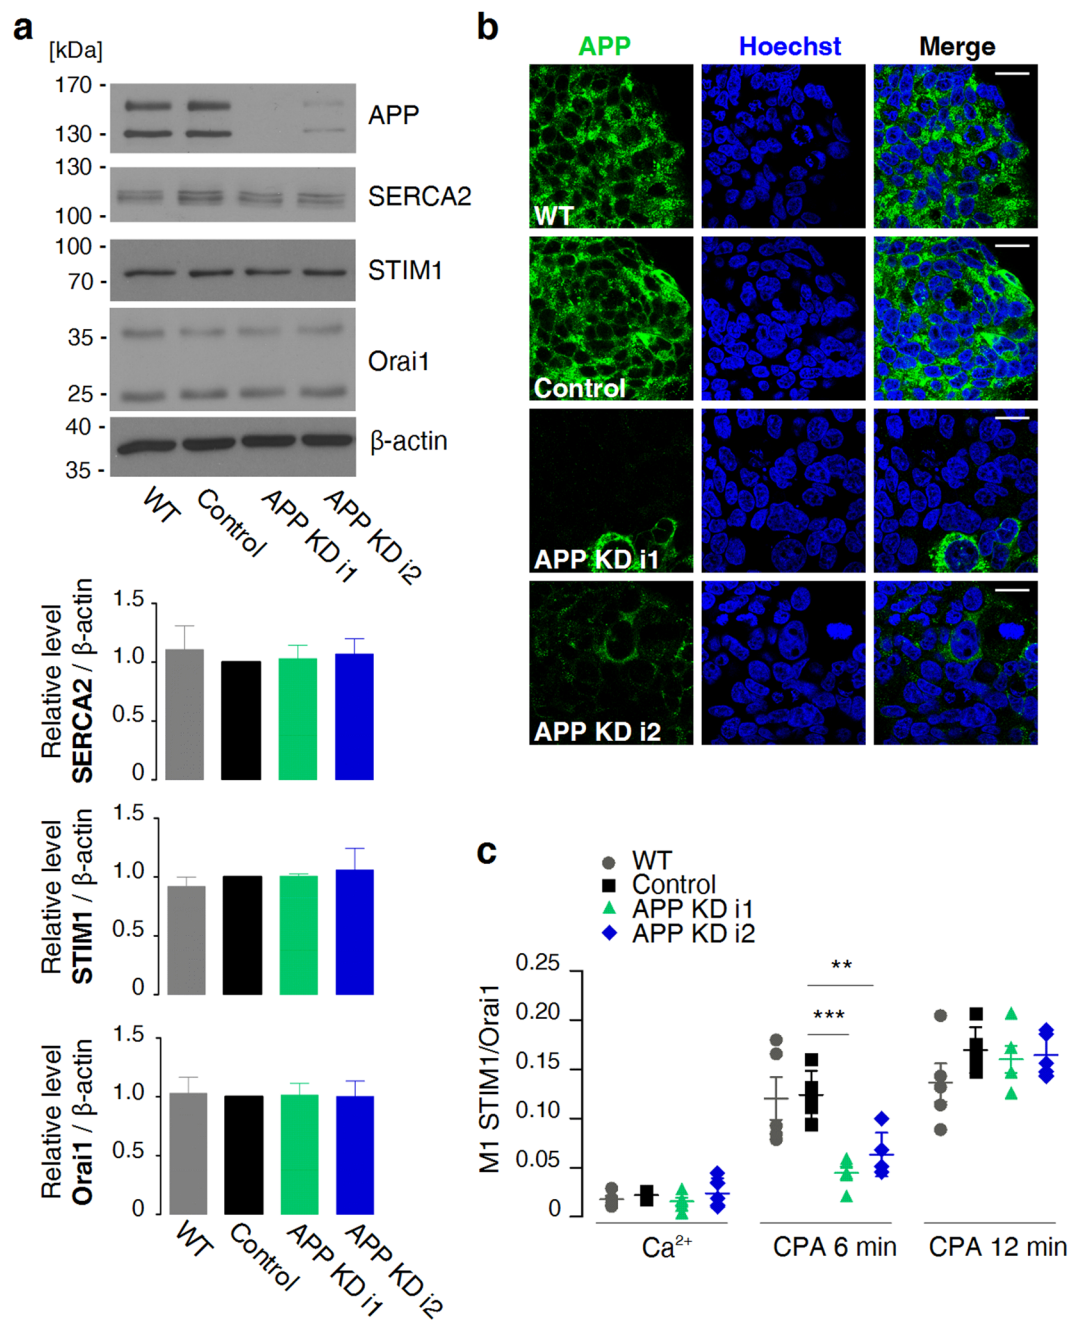 a
[kDa]
170 -
130 -
APP
130 -
100 -
SERCA2
100 -
70 -
STIM1
35 -
25 -
Orai1
40 -
35 -
β-actin
WT
Control
APP KD i1
APP KD i2
Relative level
SERCA2 / β-actin
1.5
1.0
0.5
0
Relative level
STIM1 / β-actin
1.5
1.0
0.5
0
Relative level
Orai1 / β-actin
1.5
1.0
0.5
0
WT
Control
APP KD i1
APP KD i2
b
APP
Hoechst
Merge
WT
Control
APP KD i1
APP KD i2
c
WT
Control
APP KD i1
APP KD i2
M1 STIM1/Orai1
0.25
0.20
0.15
0.10
0.05
0
**
***
Ca²⁺
CPA 6 min
CPA 12 min